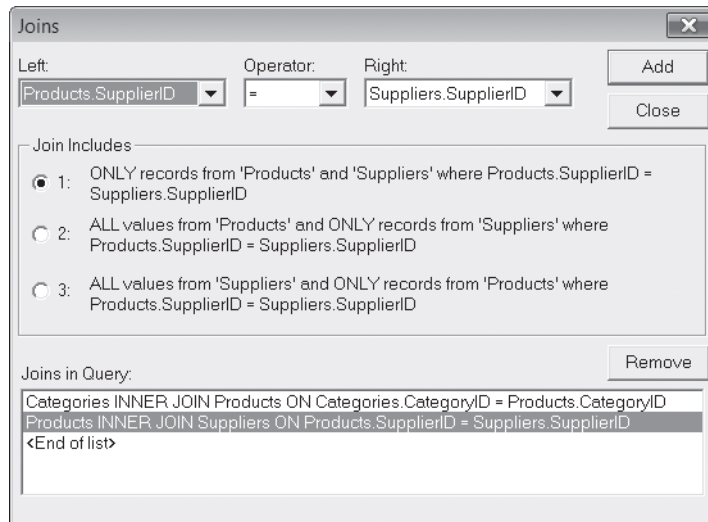 Joins
Left: Operator: Right:
Products.SupplierID = Suppliers.SupplierID
Add
Close
Join Includes
1: ONLY records from 'Products' and 'Suppliers' where Products.SupplierID =
Suppliers.SupplierID
2: ALL values from 'Products' and ONLY records from 'Suppliers' where
Products.SupplierID = Suppliers.SupplierID
3: ALL values from 'Suppliers' and ONLY records from 'Products' where
Products.SupplierID = Suppliers.SupplierID
Remove
Joins in Query:
Categories INNER JOIN Products ON Categories.CategoryID = Products.CategoryID
Products INNER JOIN Suppliers ON Products.SupplierID = Suppliers.SupplierID
<End of list>